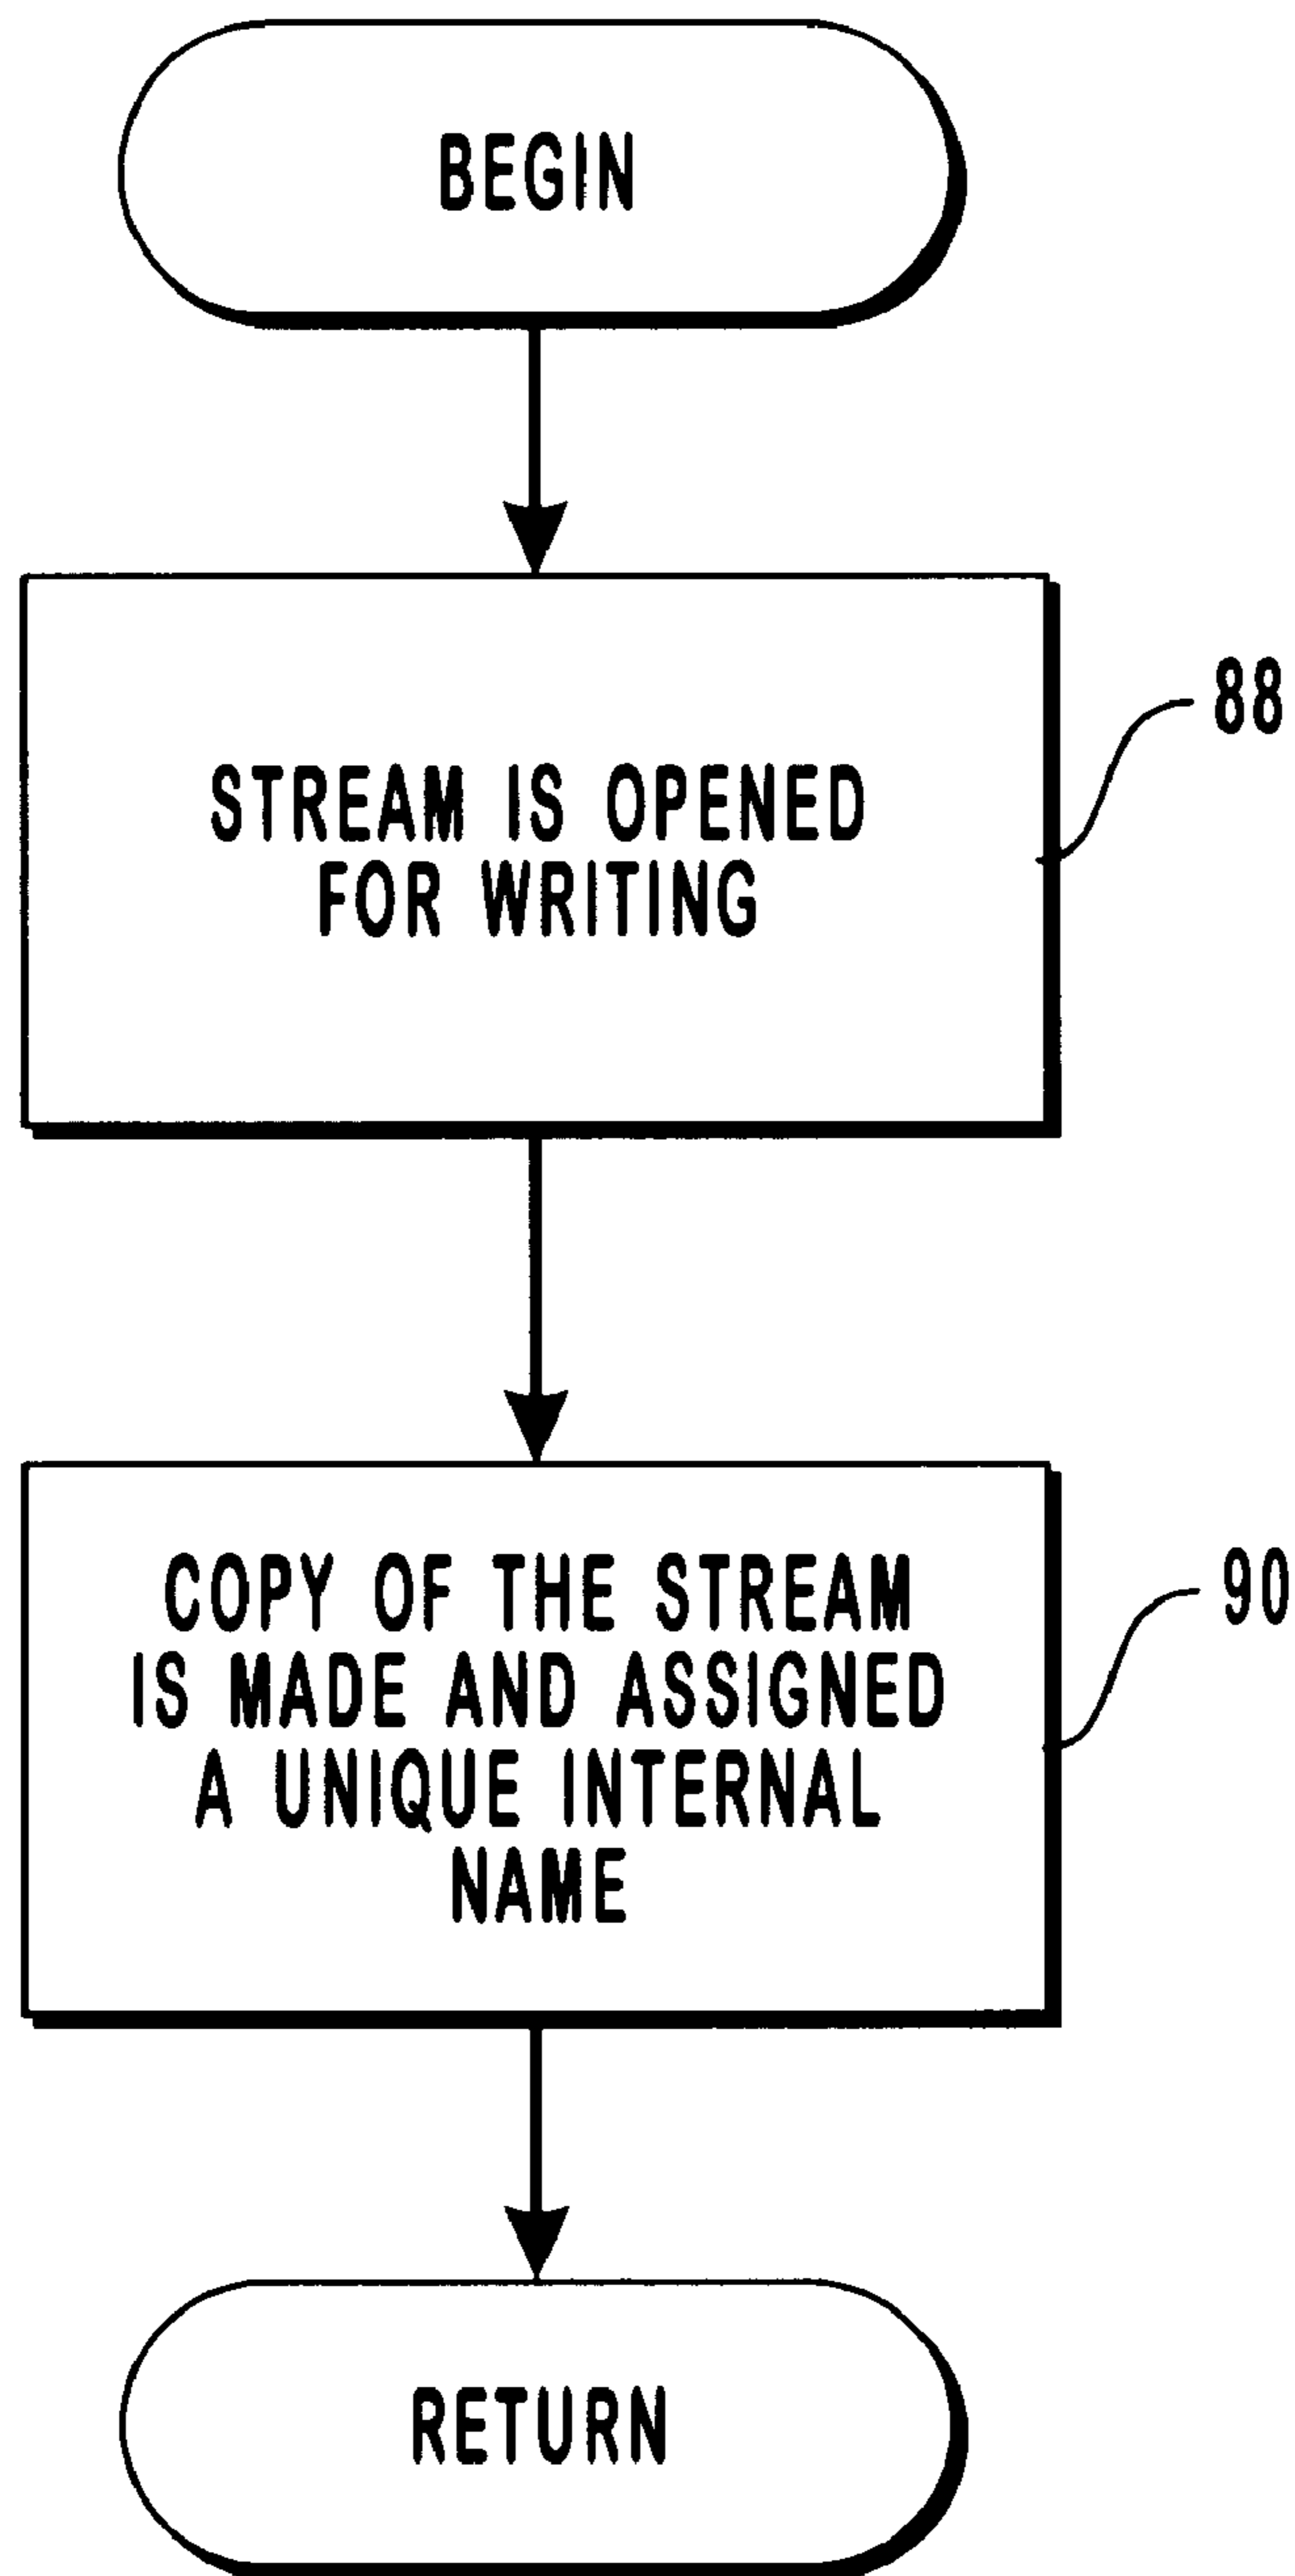 BEGIN
STREAM IS OPENED
FOR WRITING
88
COPY OF THE STREAM
IS MADE AND ASSIGNED
A UNIQUE INTERNAL
NAME
90
RETURN